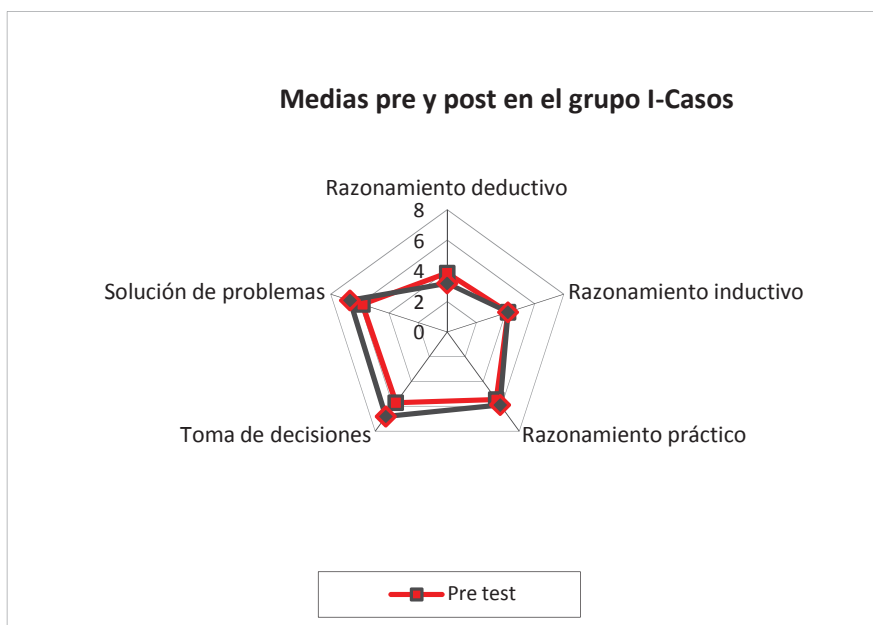 Medias pre y post en el grupo I-Casos
Razonamiento deductivo
8
6
4
2
0
Solución de problemas
Razonamiento inductivo
Toma de decisiones
Razonamiento práctico
Pre test